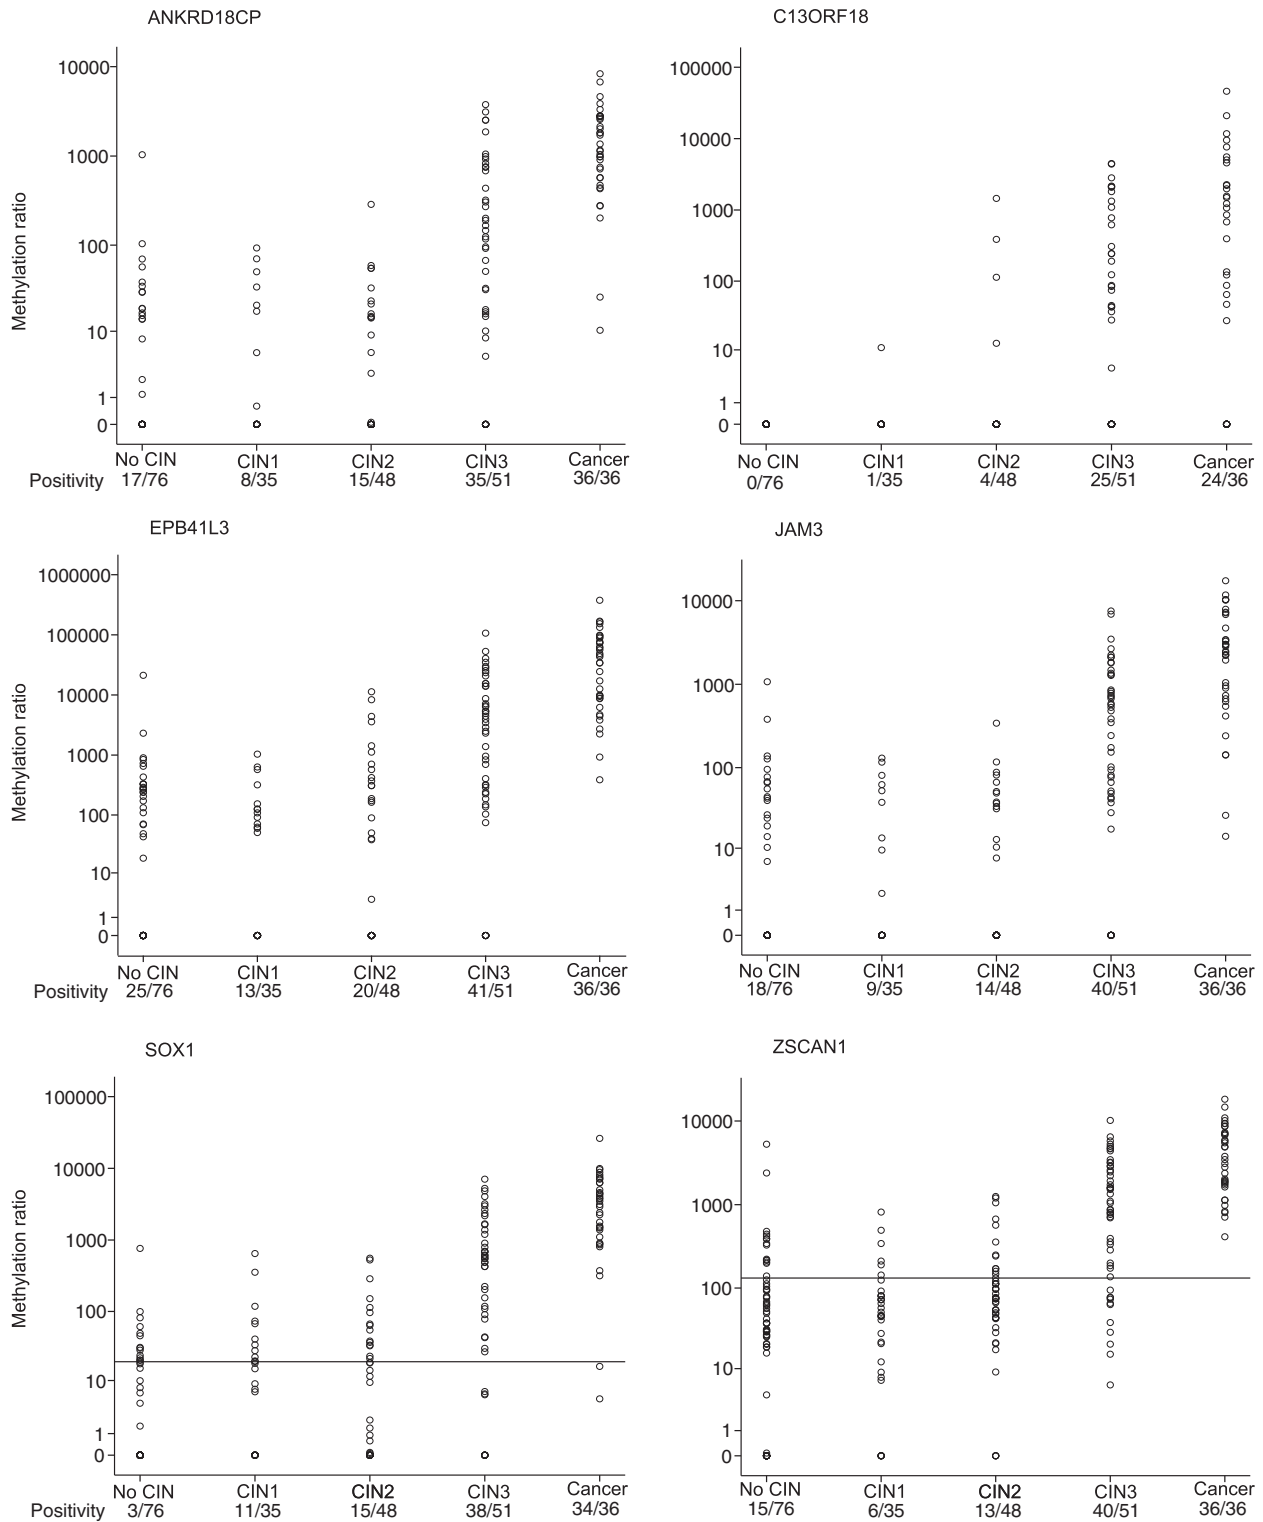 ANKRD18CP
C13ORF18
Methylation ratio
10000
1000
100
10
1
0
100000
10000
1000
100
10
1
0
No CIN CIN1 CIN2 CIN3 Cancer
Positivity 17/76 8/35 15/48 35/51 36/36
No CIN CIN1 CIN2 CIN3 Cancer
0/76 1/35 4/48 25/51 24/36
EPB41L3
JAM3
Methylation ratio
1000000
100000
10000
1000
100
10
1
0
10000
1000
100
10
1
0
No CIN CIN1 CIN2 CIN3 Cancer
Positivity 25/76 13/35 20/48 41/51 36/36
No CIN CIN1 CIN2 CIN3 Cancer
18/76 9/35 14/48 40/51 36/36
SOX1
ZSCAN1
Methylation ratio
100000
10000
1000
100
10
1
0
10000
1000
100
10
1
0
No CIN CIN1 CIN2 CIN3 Cancer
Positivity 3/76 11/35 15/48 38/51 34/36
No CIN CIN1 CIN2 CIN3 Cancer
15/76 6/35 13/48 40/51 36/36